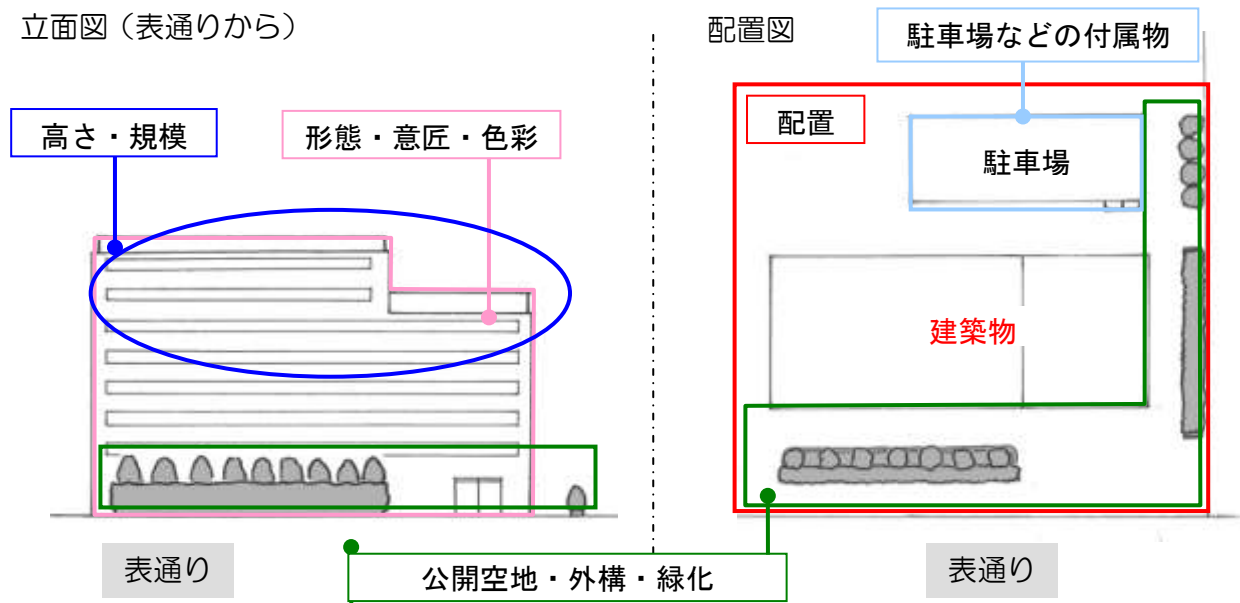 立面図（表通りから）
配置図
駐車場などの付属物
高さ・規模
形態・意匠・色彩
配置
駐車場
建築物
表通り
表通り
公開空地・外構・緑化